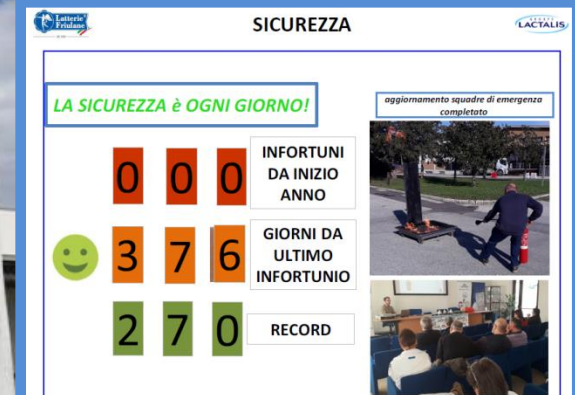 Latterie
Friulane
SICUREZZA
GROUPE
LACTALIS
LA SICUREZZA è OGNI GIORNO!
aggiornamento squadre di emergenza
completato
0 0 0
INFORTUNI
DA INIZIO
ANNO
3 7 6
GIORNI DA
ULTIMO
INFORTUNIO
2 7 0
RECORD